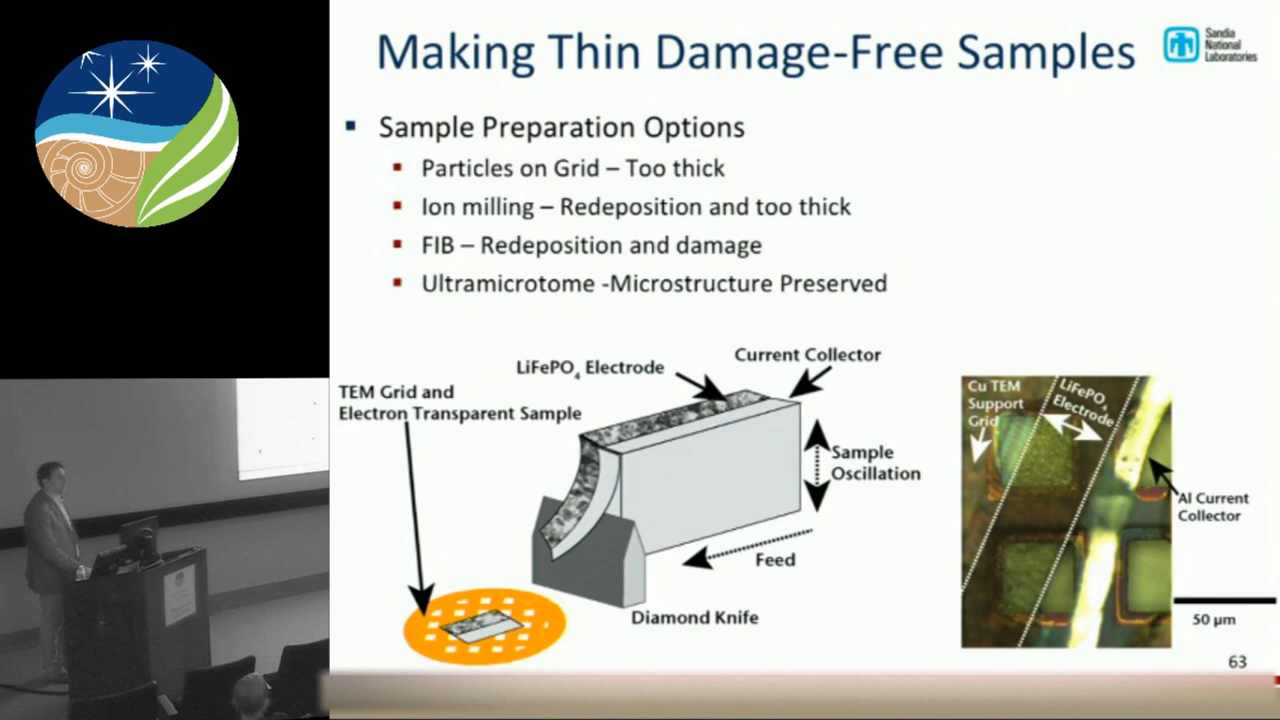 Making Thin Damage-Free Samples
Sandia
National
Laboratories
Sample Preparation Options
Particles on Grid – Too thick
Ion milling – Redeposition and too thick
FIB – Redeposition and damage
Ultramicrotome -Microstructure Preserved
Current Collector
LiFePO4 Electrode
TEM Grid and
Electron Transparent Sample
Sample
Oscillation
Feed
Diamond Knife
Cu TEM
Support
Grid
LiFePO4
Electrode
Al Current
Collector
50 µm
63